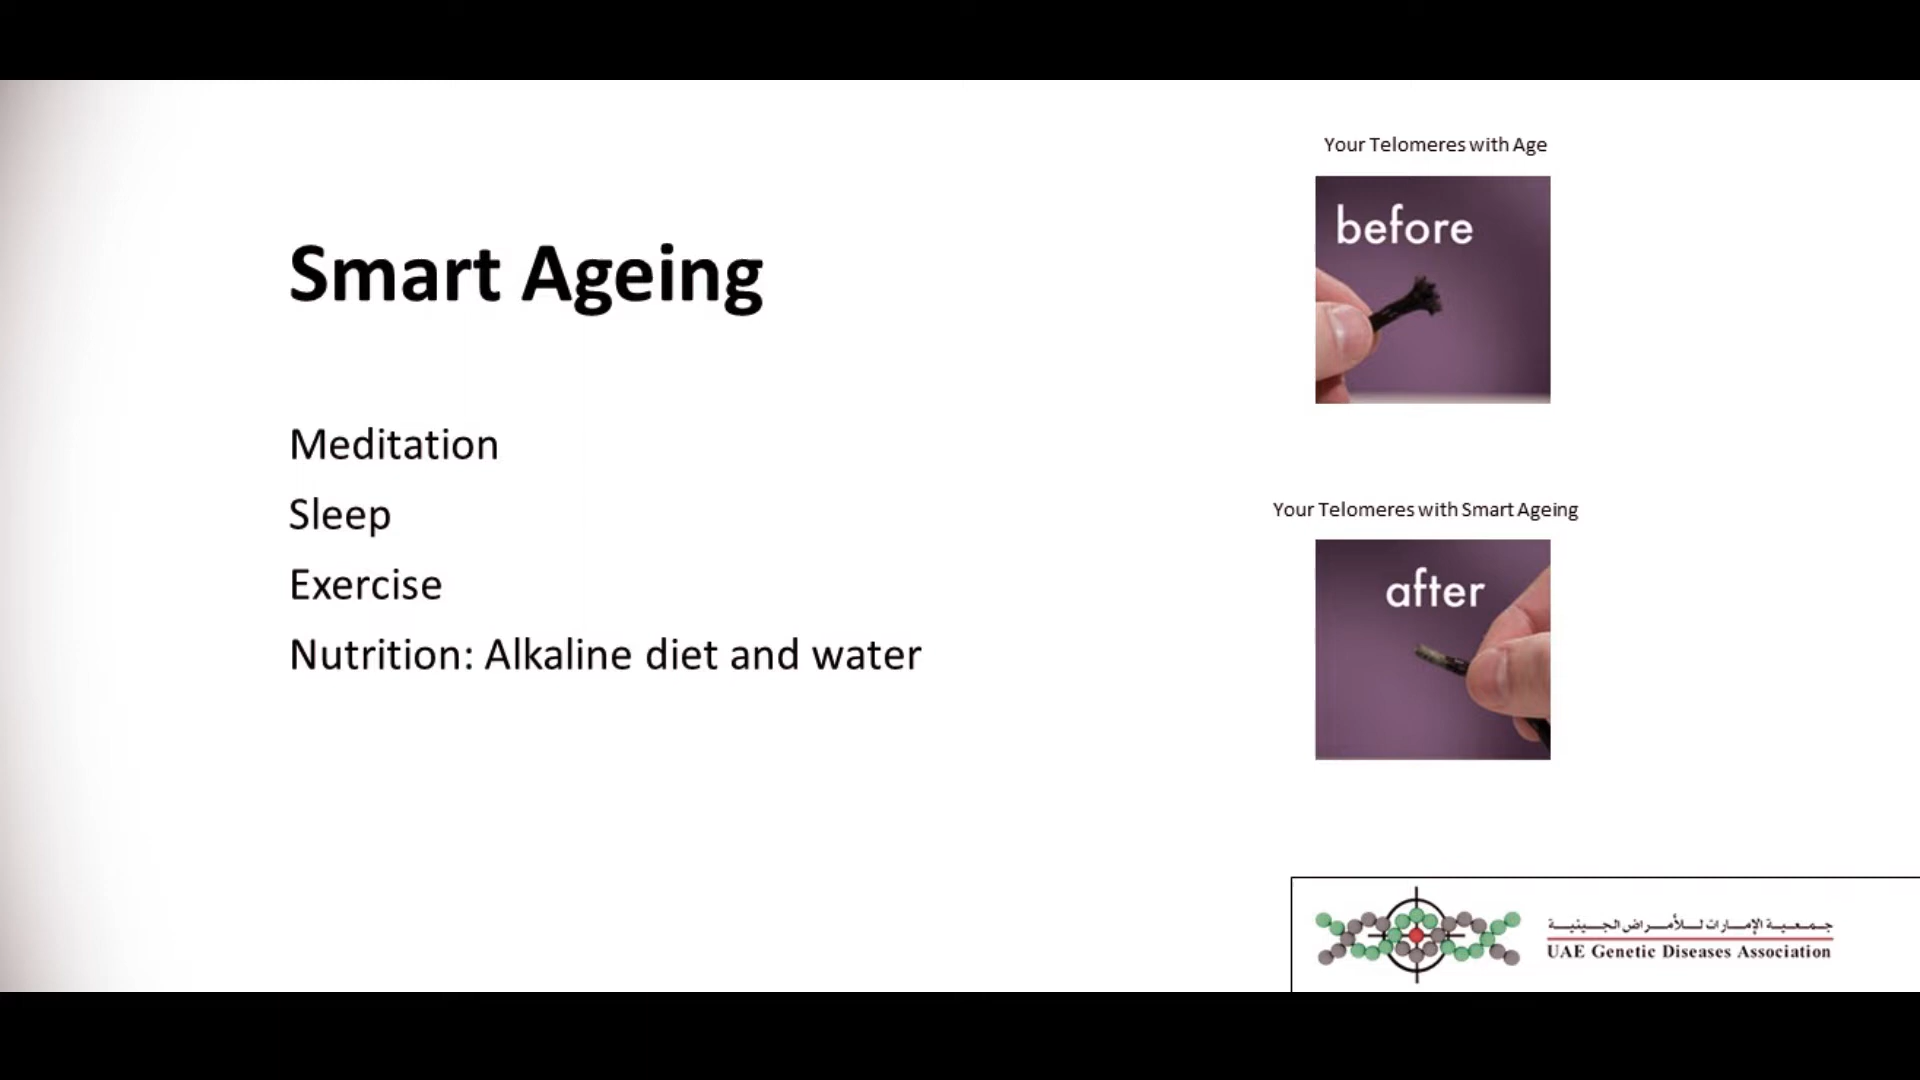 Smart Ageing
Meditation
Sleep
Exercise
Nutrition: Alkaline diet and water
Your Telomeres with Age
before
Your Telomeres with Smart Ageing
after
جمعية الإمارات للأمراض الجينية
UAE Genetic Diseases Association